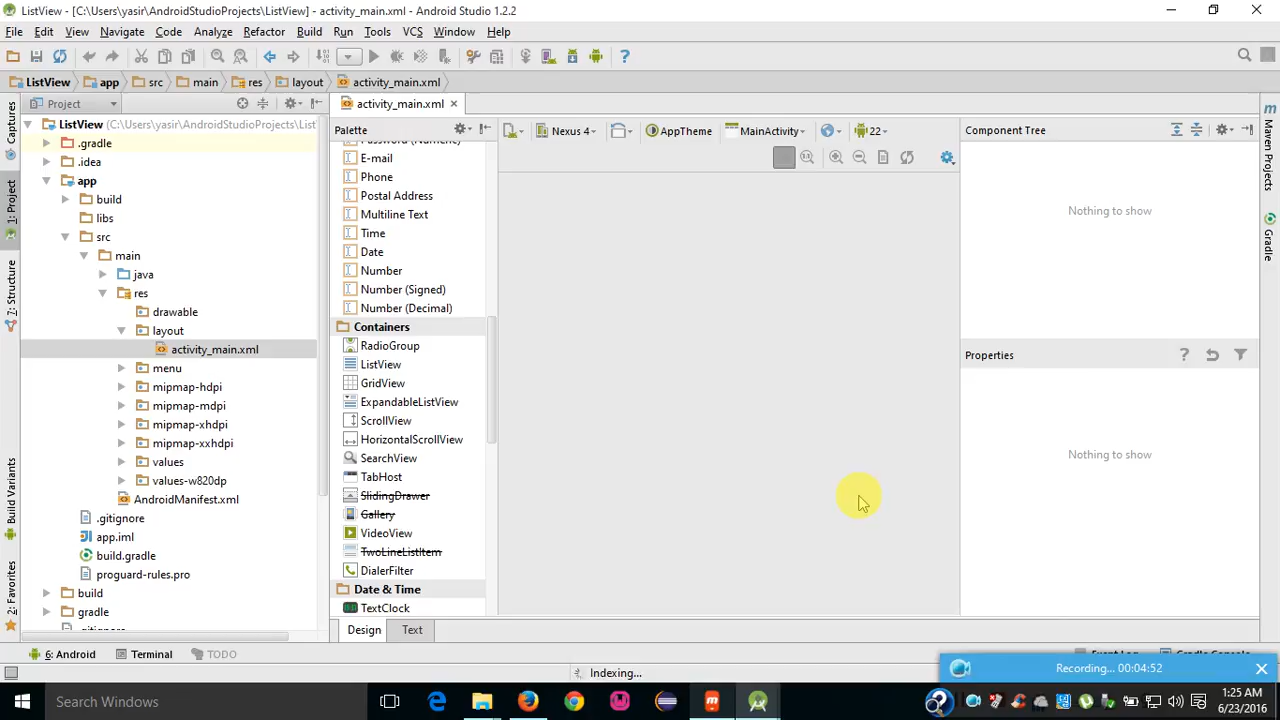 ListView - [C:\Users\yasir\AndroidStudioProjects\ListView] - activity_main.xml - Android Studio 1.2.2
File Edit View Navigate Code Analyze Refactor Build Run Tools VCS Window Help
ListView app src main res layout activity_main.xml
Project
activity_main.xml
ListView (C:\Users\yasir\AndroidStudioProjects\List
.gradle
.idea
app
build
libs
src
main
java
res
drawable
layout
activity_main.xml
menu
mipmap-hdpi
mipmap-mdpi
mipmap-xhdpi
mipmap-xxhdpi
values
values-w820dp
AndroidManifest.xml
.gitignore
app.iml
build.gradle
proguard-rules.pro
build
gradle
.gitignore
Captures
1: Project
7: Structure
Build Variants
2: Favorites
Palette
Password (Numeric)
E-mail
Phone
Postal Address
Multiline Text
Time
Date
Number
Number (Signed)
Number (Decimal)
Containers
RadioGroup
ListView
GridView
ExpandableListView
ScrollView
HorizontalScrollView
SearchView
TabHost
SlidingDrawer
Gallery
VideoView
TwoLineListItem
DialerFilter
Date & Time
TextClock
Design Text
Nexus 4 AppTheme MainActivity 22
Component Tree
Nothing to show
Properties
Nothing to show
Maven Projects
Gradle
6: Android Terminal TODO
Event Log Gradle Console
Indexing...
Recording... 00:04:52
Search Windows
1:25 AM
6/23/2016